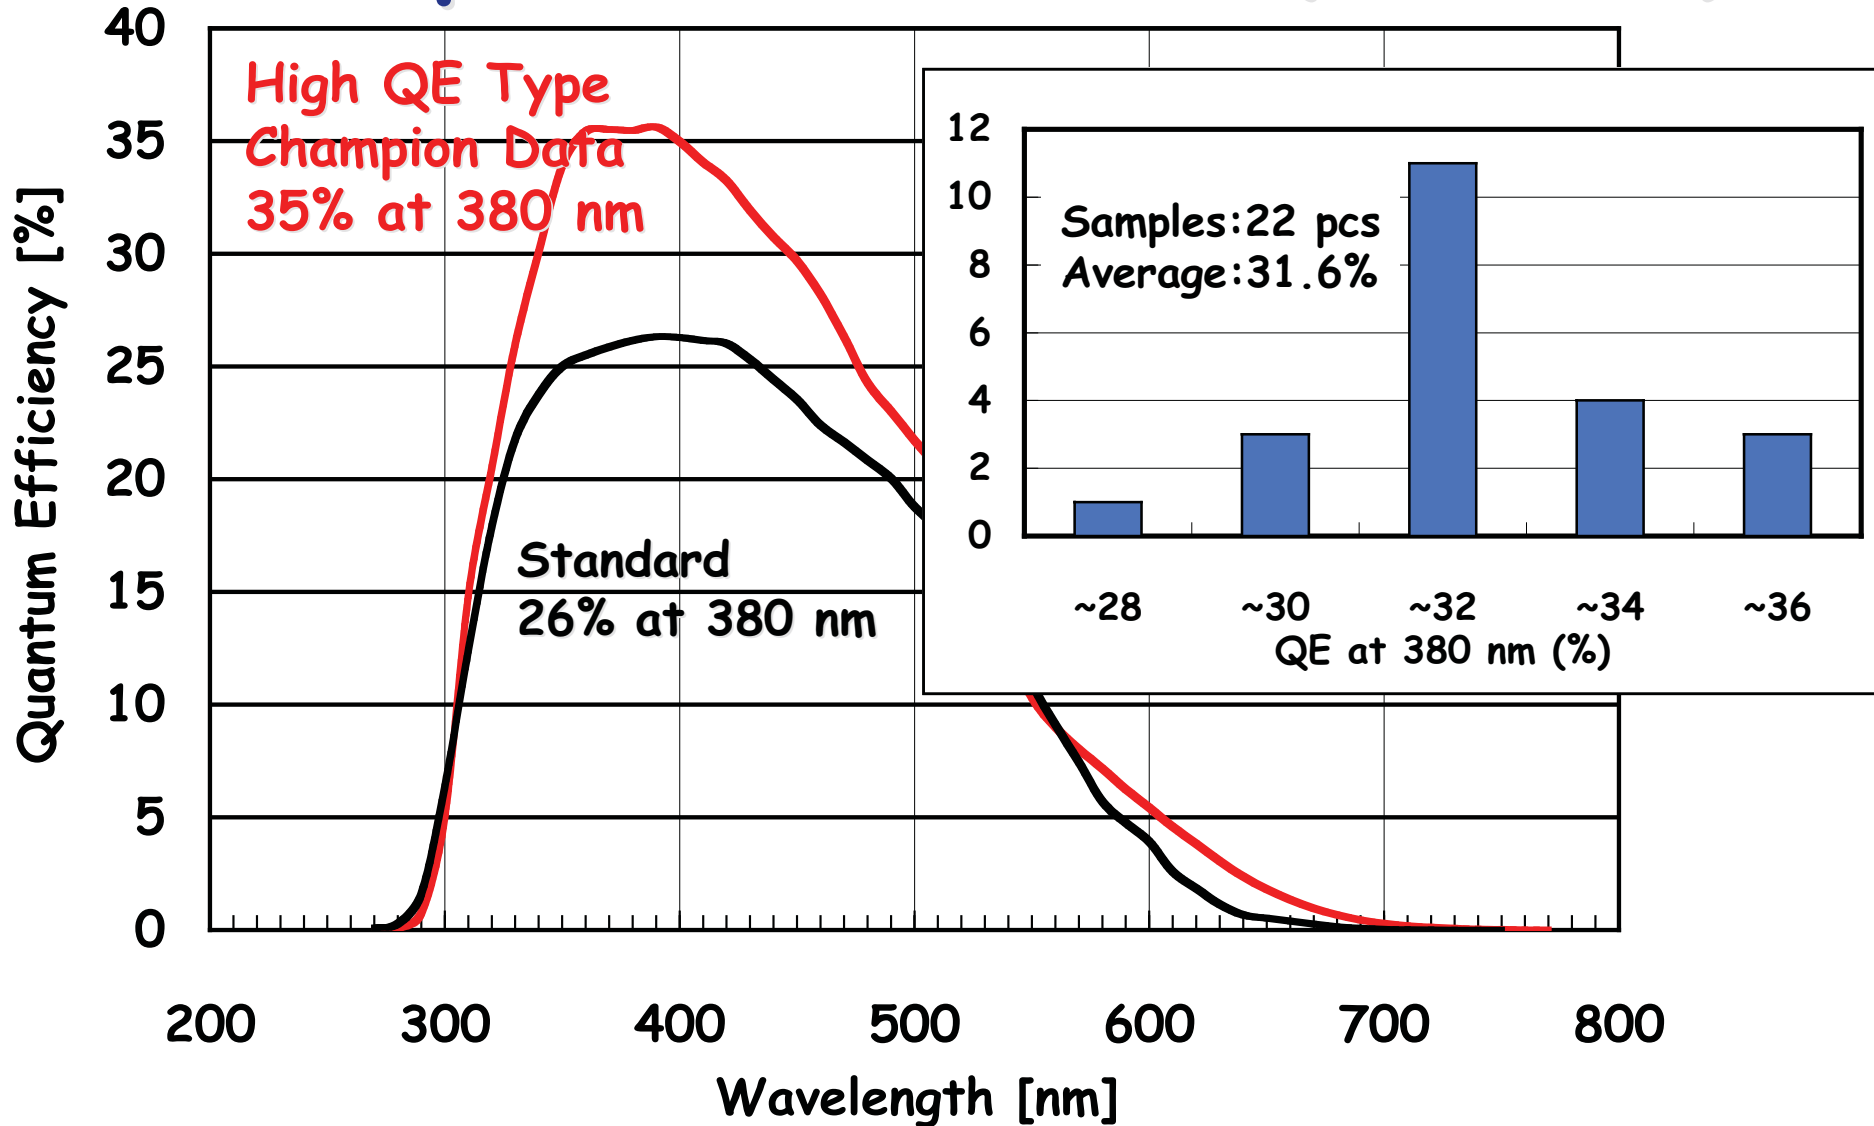 40
35
30
25
20
15
10
5
0
Quantum Efficiency [%]
High QE Type
Champion Data
35% at 380 nm
Standard
26% at 380 nm
200 300 400 500 600 700 800
Wavelength [nm]
12
10
8
6
4
2
0
Samples:22 pcs
Average:31.6%
~28 ~30 ~32 ~34 ~36
QE at 380 nm (%)